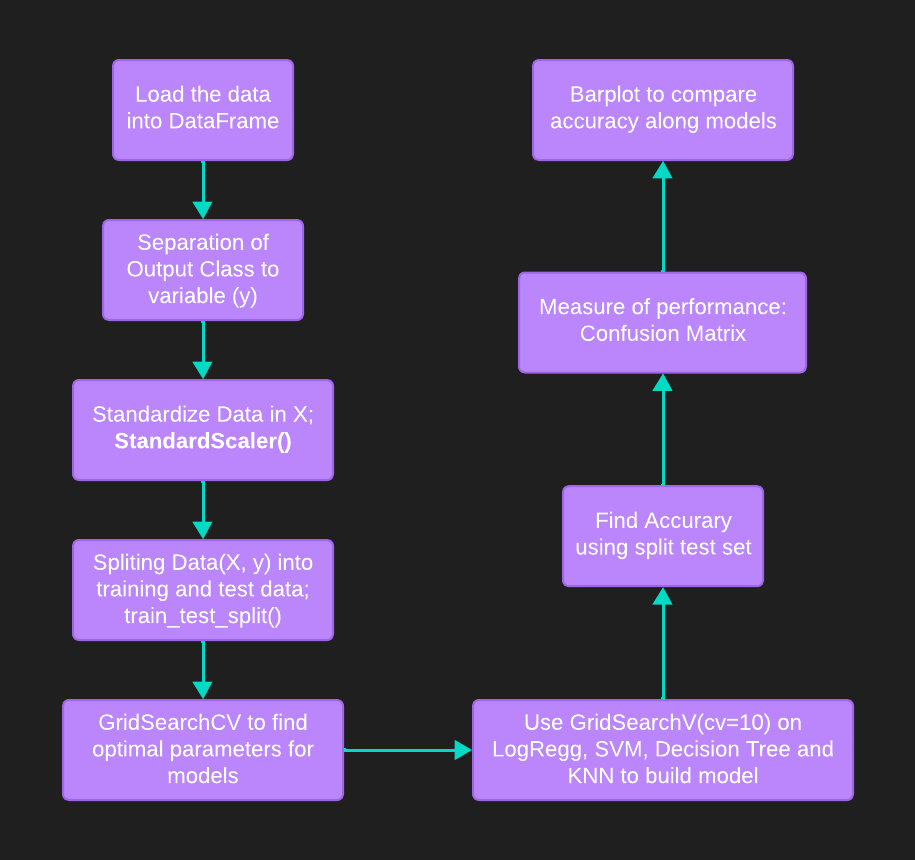 Load the data
into DataFrame
Separation of
Output Class to
variable (y)
Standardize Data in X;
StandardScaler()
Spliting Data(X, y) into
training and test data;
train_test_split()
GridSearchCV to find
optimal parameters for
models
Use GridSearchV(cv=10) on
LogRegg, SVM, Decision Tree and
KNN to build model
Find Accurary
using split test set
Measure of performance:
Confusion Matrix
Barplot to compare
accuracy along models